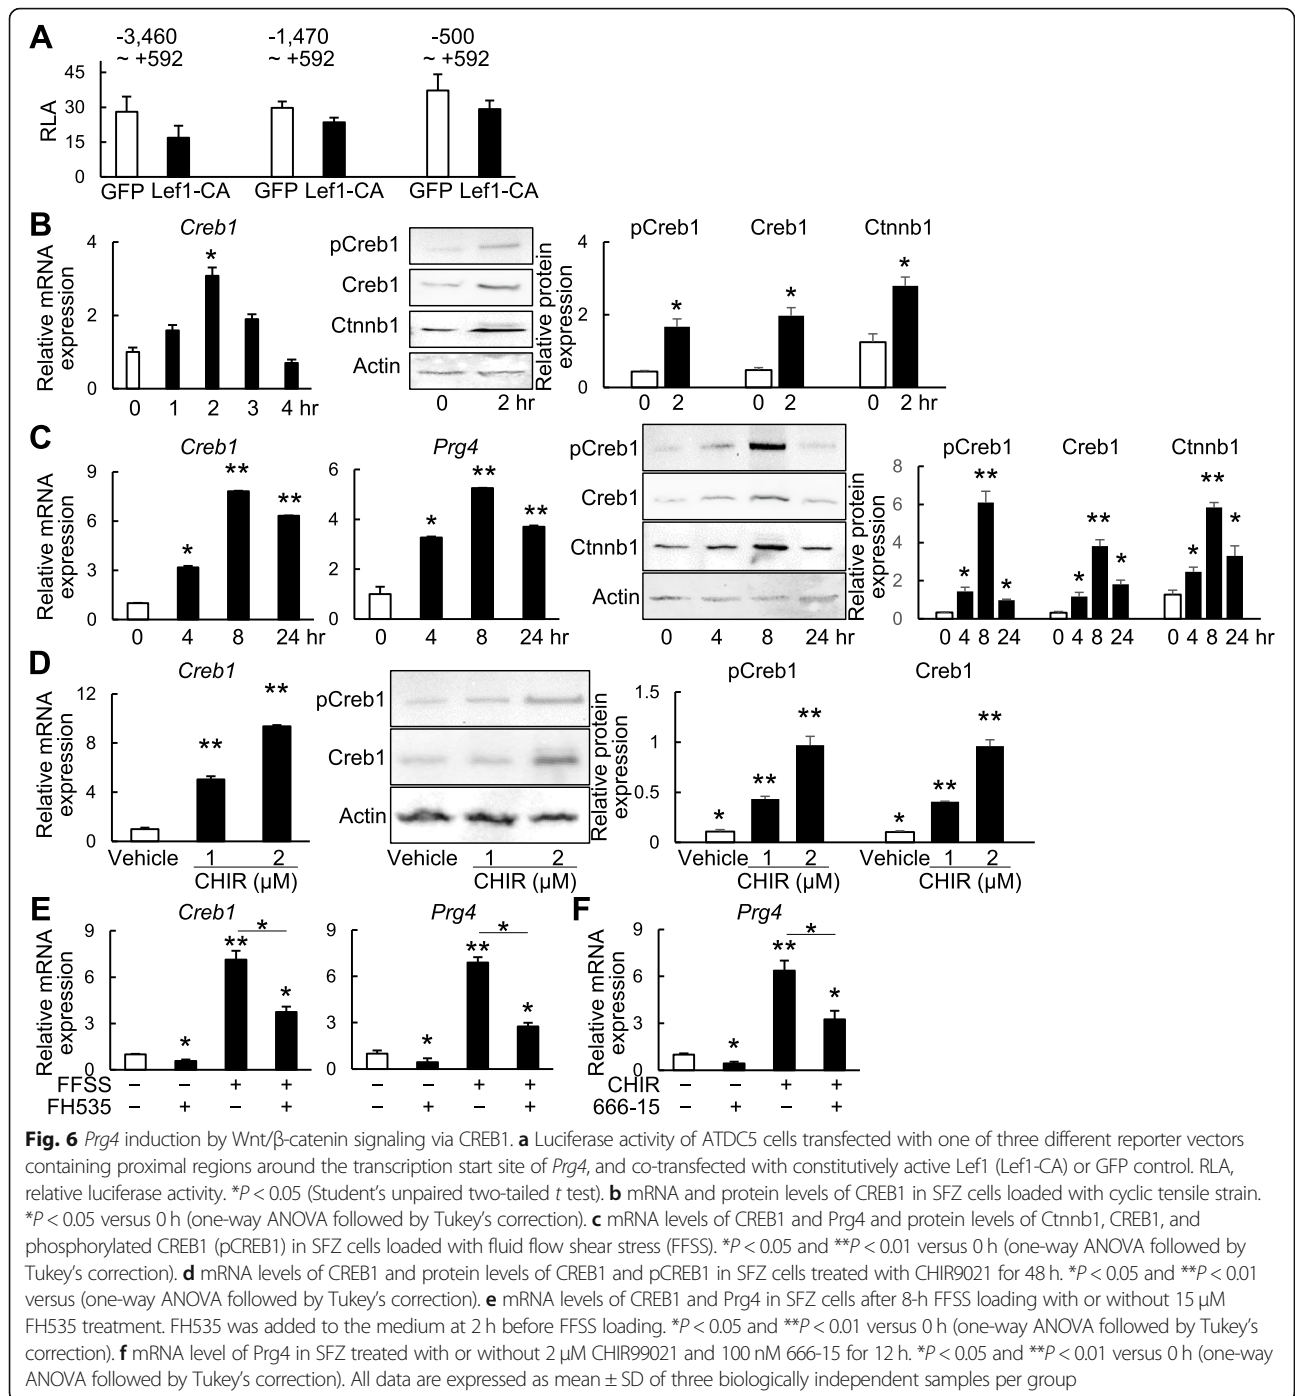 A
-3,460
~ +592
-1,470
~ +592
-500
~ +592
RLA
45
30
15
0
GFP Lef1-CA
GFP Lef1-CA
GFP Lef1-CA
B
Creb1
Relative mRNA
expression
4
2
0
0 1 2 3 4 hr
*
pCreb1
Creb1
Ctnnb1
Actin
0 2 hr
Relative protein
expression
pCreb1 Creb1 Ctnnb1
4
2
0
* * *
0 2 0 2 0 2 hr
C
Creb1
Relative mRNA
expression
9
6
3
0
* ** **
0 4 8 24 hr
Prg4
6
4
2
0
* ** **
0 4 8 24 hr
pCreb1
Creb1
Ctnnb1
Actin
0 4 8 24 hr
Relative protein
expression
pCreb1 Creb1 Ctnnb1
8
6
4
2
0
* ** * * ** * * ** *
0 4 8 24 0 4 8 24 0 4 8 24 hr
D
Creb1
Relative mRNA
expression
12
8
4
0
** **
Vehicle 1 2
CHIR (μM)
pCreb1
Creb1
Actin
Vehicle 1 2
CHIR (μM)
Relative protein
expression
pCreb1 Creb1
1.5
1
0.5
0
* ** ** * ** **
Vehicle 1 2 Vehicle 1 2
CHIR (μM) CHIR (μM)
E
Creb1
Relative mRNA
expression
9
6
3
0
* ** * *
Prg4
9
6
3
0
* ** * *
FFSS − − + + − − + +
FH535 − + − + − + − +
F
Prg4
Relative mRNA
expression
9
6
3
0
* ** * *
CHIR − − + +
666-15 − + − +
Fig. 6 Prg4 induction by Wnt/β-catenin signaling via CREB1. a Luciferase activity of ATDC5 cells transfected with one of three different reporter vectors
containing proximal regions around the transcription start site of Prg4, and co-transfected with constitutively active Lef1 (Lef1-CA) or GFP control. RLA,
relative luciferase activity. *P < 0.05 (Student's unpaired two-tailed t test). b mRNA and protein levels of CREB1 in SFZ cells loaded with cyclic tensile strain.
*P < 0.05 versus 0 h (one-way ANOVA followed by Tukey's correction). c mRNA levels of CREB1 and Prg4 and protein levels of Ctnnb1, CREB1, and
phosphorylated CREB1 (pCREB1) in SFZ cells loaded with fluid flow shear stress (FFSS). *P < 0.05 and **P < 0.01 versus 0 h (one-way ANOVA followed by
Tukey's correction). d mRNA levels of CREB1 and protein levels of CREB1 and pCREB1 in SFZ cells treated with CHIR9021 for 48 h. *P < 0.05 and **P < 0.01
versus (one-way ANOVA followed by Tukey's correction). e mRNA levels of CREB1 and Prg4 in SFZ cells after 8-h FFSS loading with or without 15 μM
FH535 treatment. FH535 was added to the medium at 2 h before FFSS loading. *P < 0.05 and **P < 0.01 versus 0 h (one-way ANOVA followed by Tukey's
correction). f mRNA level of Prg4 in SFZ treated with or without 2 μM CHIR99021 and 100 nM 666-15 for 12 h. *P < 0.05 and **P < 0.01 versus 0 h (one-way
ANOVA followed by Tukey's correction). All data are expressed as mean ± SD of three biologically independent samples per group